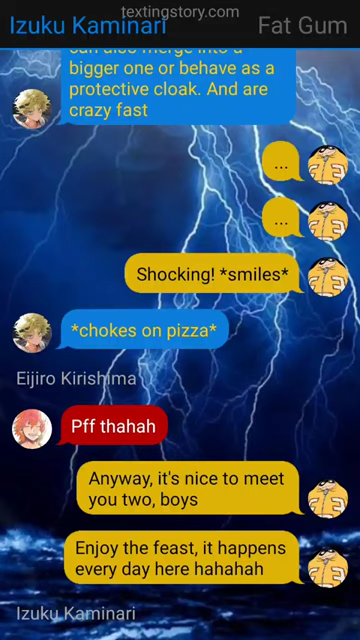 textingstory.com
Izuku Kaminari Fat Gum
can also merge into a
bigger one or behave as a
protective cloak. And are
crazy fast
...
...
Shocking! *smiles*
*chokes on pizza*
Eijiro Kirishima
Pff thahah
Anyway, it's nice to meet
you two, boys
Enjoy the feast, it happens
every day here hahahah
Izuku Kaminari